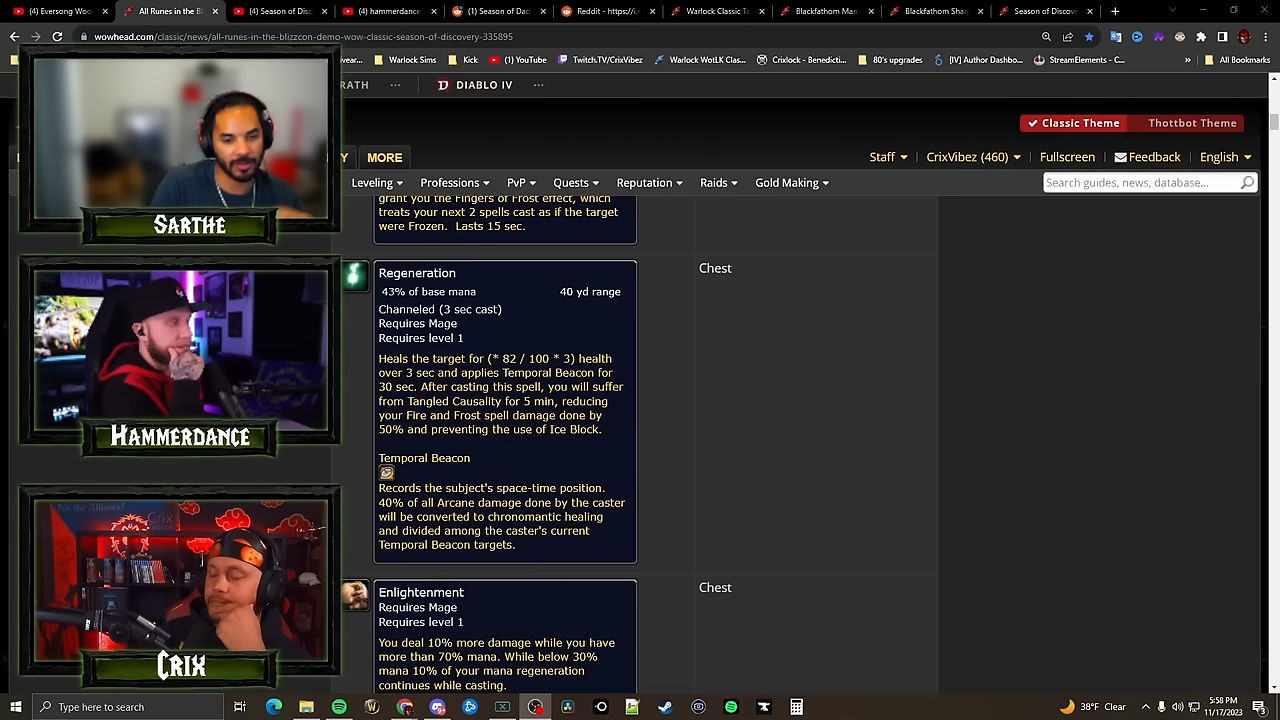 (4) Eversong Woo
All Runes in the Bl
(4) Season of Disc
(4) hammerdance
(1) Season of Dad
Reddit - https://i.
Warlock Classic Ta
Blackfathom Man
Blackfathom Shar
Season of Discove
wowhead.com/classic/news/all-runes-in-the-blizzcon-demo-wow-classic-season-of-discovery-335895
wear...
Warlock Sims
Kick
(1) YouTube
Twitch.TV/CrixVibez
Warlock WotLK Clas...
Crixlock - Benedicti...
80's upgrades
[IV] Author Dashbo...
StreamElements - C...
»
All Bookmarks
RATH
...
DIABLO IV
...
Classic Theme
Thottbot Theme
Y
MORE
Staff
CrixVibez (460)
Fullscreen
Feedback
English
Leveling
Professions
PvP
Quests
Reputation
Raids
Gold Making
Search guides, news, database...
grant you the Fingers of Frost effect, which
treats your next 2 spells cast as if the target
were Frozen. Lasts 15 sec.
SARTHE
Regeneration
Chest
43% of base mana
40 yd range
Channeled (3 sec cast)
Requires Mage
Requires level 1
Heals the target for (* 82 / 100 * 3) health
over 3 sec and applies Temporal Beacon for
30 sec. After casting this spell, you will suffer
from Tangled Causality for 5 min, reducing
your Fire and Frost spell damage done by
50% and preventing the use of Ice Block.
HAMMERDANCE
Temporal Beacon
Records the subject's space-time position.
40% of all Arcane damage done by the caster
will be converted to chronomantic healing
and divided among the caster's current
Temporal Beacon targets.
For the Alliance!
Crix
Enlightenment
Chest
Requires Mage
Requires level 1
You deal 10% more damage while you have
more than 70% mana. While below 30%
mana 10% of your mana regeneration
continues while casting.
CRIX
Type here to search
38°F Clear
5:58 PM
11/17/2023